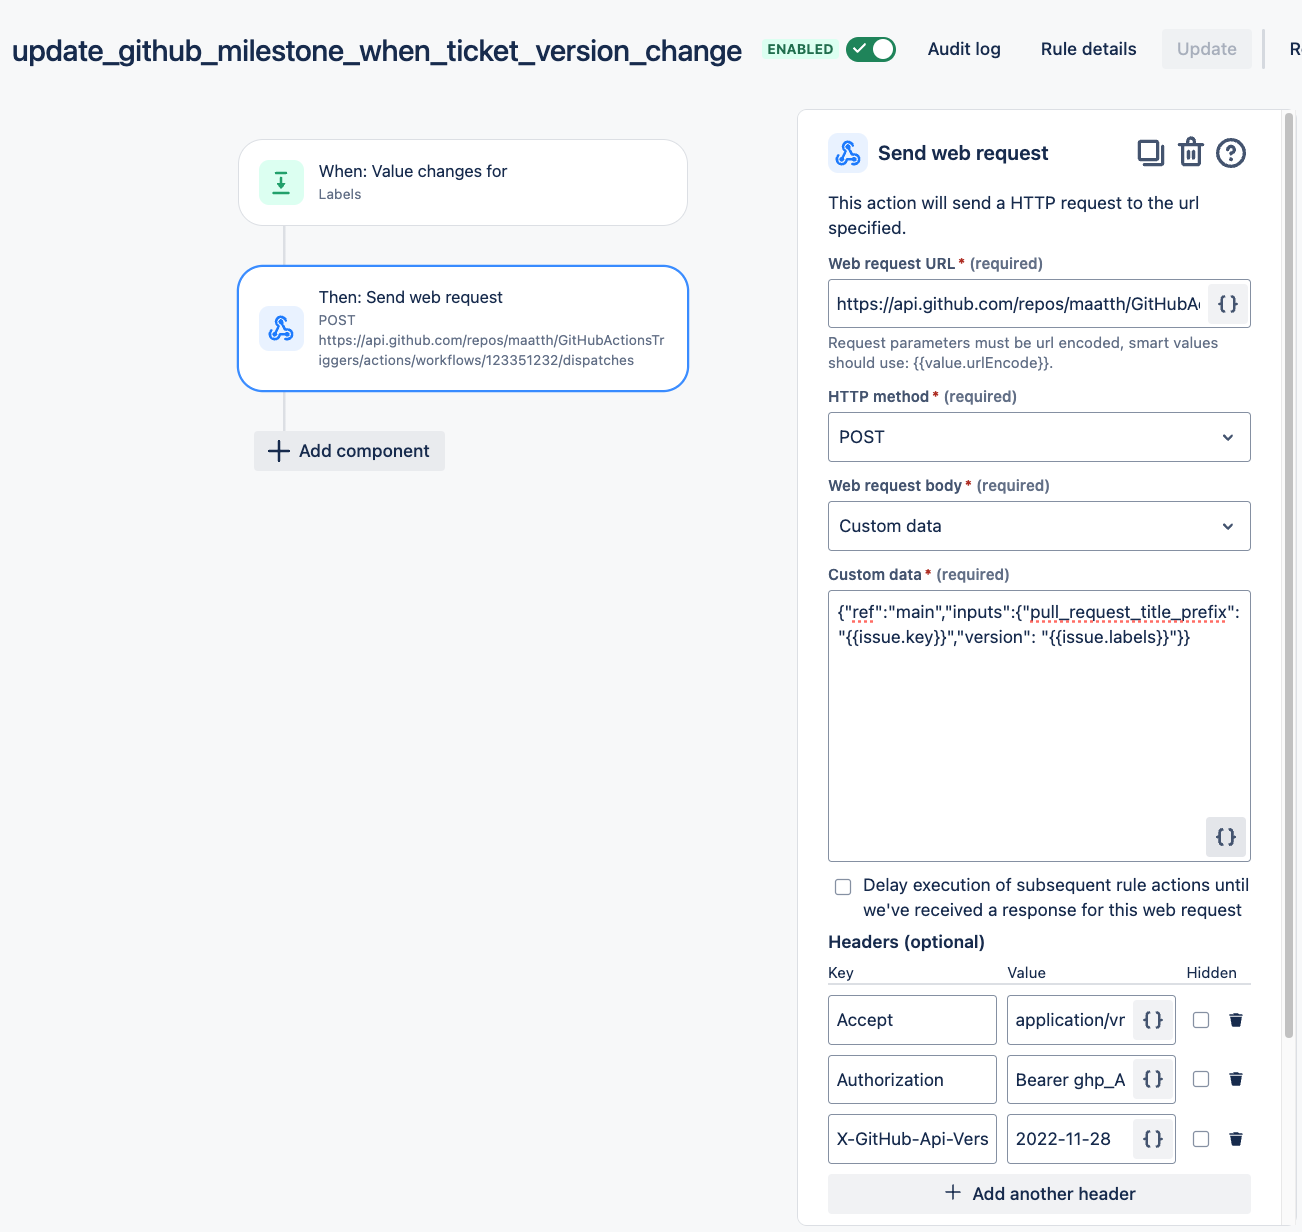 update_github_milestone_when_ticket_version_change
ENABLED
Audit log
Rule details
Update
R
When: Value changes for
Labels
Then: Send web request
POST
https://api.github.com/repos/maatth/GitHubActionsTr
iggers/actions/workflows/123351232/dispatches
Add component
Send web request
This action will send a HTTP request to the url
specified.
Web request URL* (required)
https://api.github.com/repos/maatth/GitHubA
{}
Request parameters must be url encoded, smart values
should use: {{value.urlEncode}}.
HTTP method* (required)
POST
Web request body* (required)
Custom data
Custom data* (required)
{"ref":"main","inputs":{"pull_request_title_prefix":
"{{issue.key}}","version": "{{issue.labels}}"}}
{}
Delay execution of subsequent rule actions until
we've received a response for this web request
Headers (optional)
Key Value Hidden
Accept application/vr {}
Authorization Bearer ghp_A {}
X-GitHub-Api-Vers 2022-11-28 {}
+ Add another header